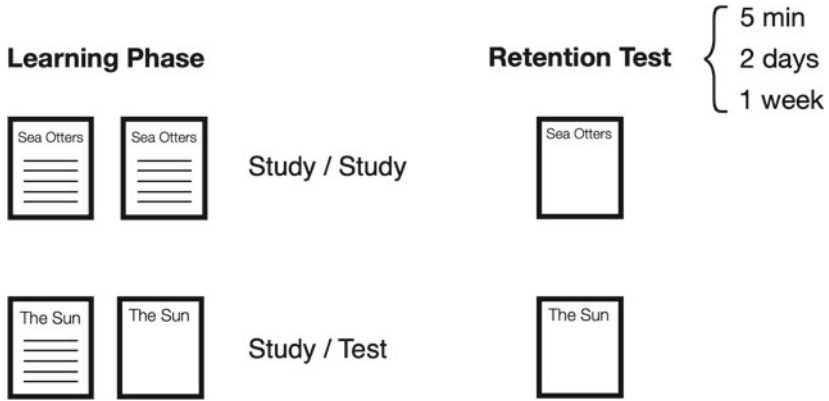 Learning Phase
Retention Test
5 min
2 days
1 week
Sea Otters
Sea Otters
Study / Study
Sea Otters
The Sun
The Sun
Study / Test
The Sun